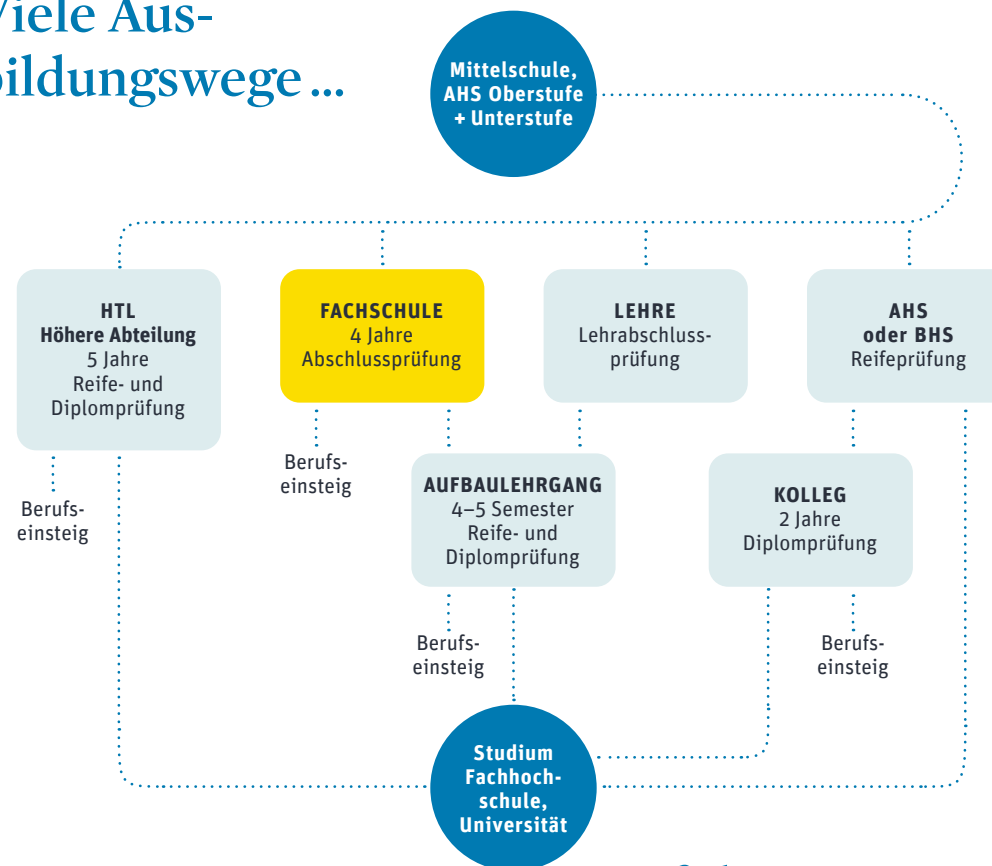 Viele Aus-
bildungswege ...
Mittelschule,
AHS Oberstufe
+ Unterstufe
HTL
Höhere Abteilung
5 Jahre
Reife- und
Diplomprüfung
FACHSCHULE
4 Jahre
Abschlussprüfung
LEHRE
Lehrabschluss-
prüfung
AHS
oder BHS
Reifeprüfung
Berufs-
einsteig
Berufs-
einsteig
AUFBAULEHRGANG
4–5 Semester
Reife- und
Diplomprüfung
KOLLEG
2 Jahre
Diplomprüfung
Berufs-
einsteig
Berufs-
einsteig
Studium
Fachhoch-
schule,
Universität